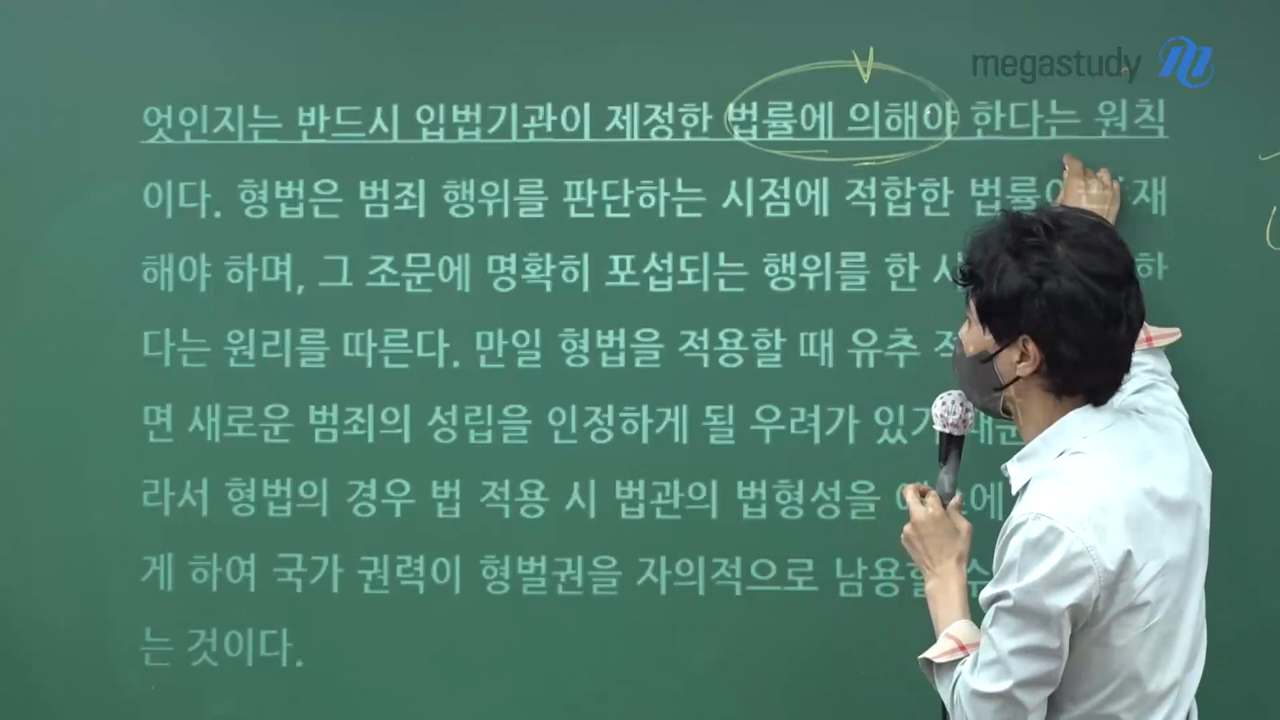 megastudy
엇인지는 반드시 입법기관이 제정한 법률에 의해야 한다는 원칙
이다. 형법은 범죄 행위를 판단하는 시점에 적합한 법률이 재
해야 하며, 그 조문에 명확히 포섭되는 행위를 한 하
다는 원리를 따른다. 만일 형법을 적용할 때 유추
면 새로운 범죄의 성립을 인정하게 될 우려가 있기
라서 형법의 경우 법 적용 시 법관의 법형성을
게 하여 국가 권력이 형벌권을 자의적으로 남용할 수
는 것이다.